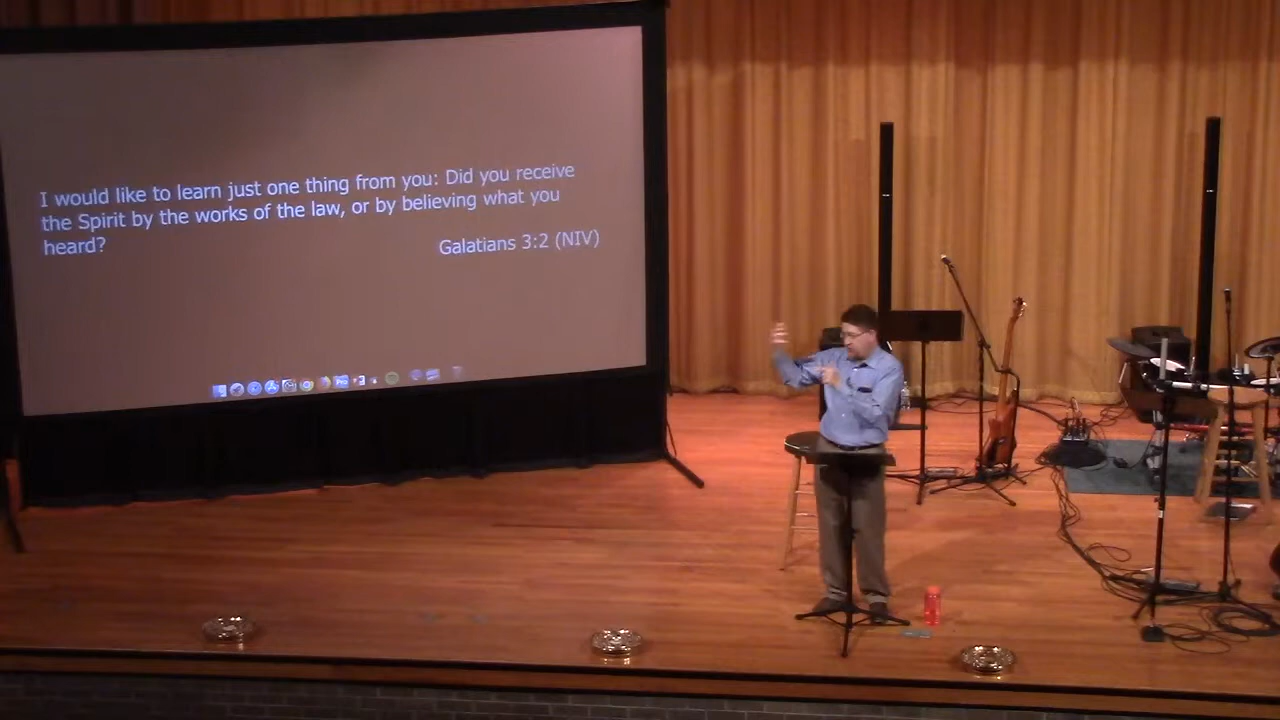 I would like to learn just one thing from you: Did you receive
the Spirit by the works of the law, or by believing what you
heard?
Galatians 3:2 (NIV)